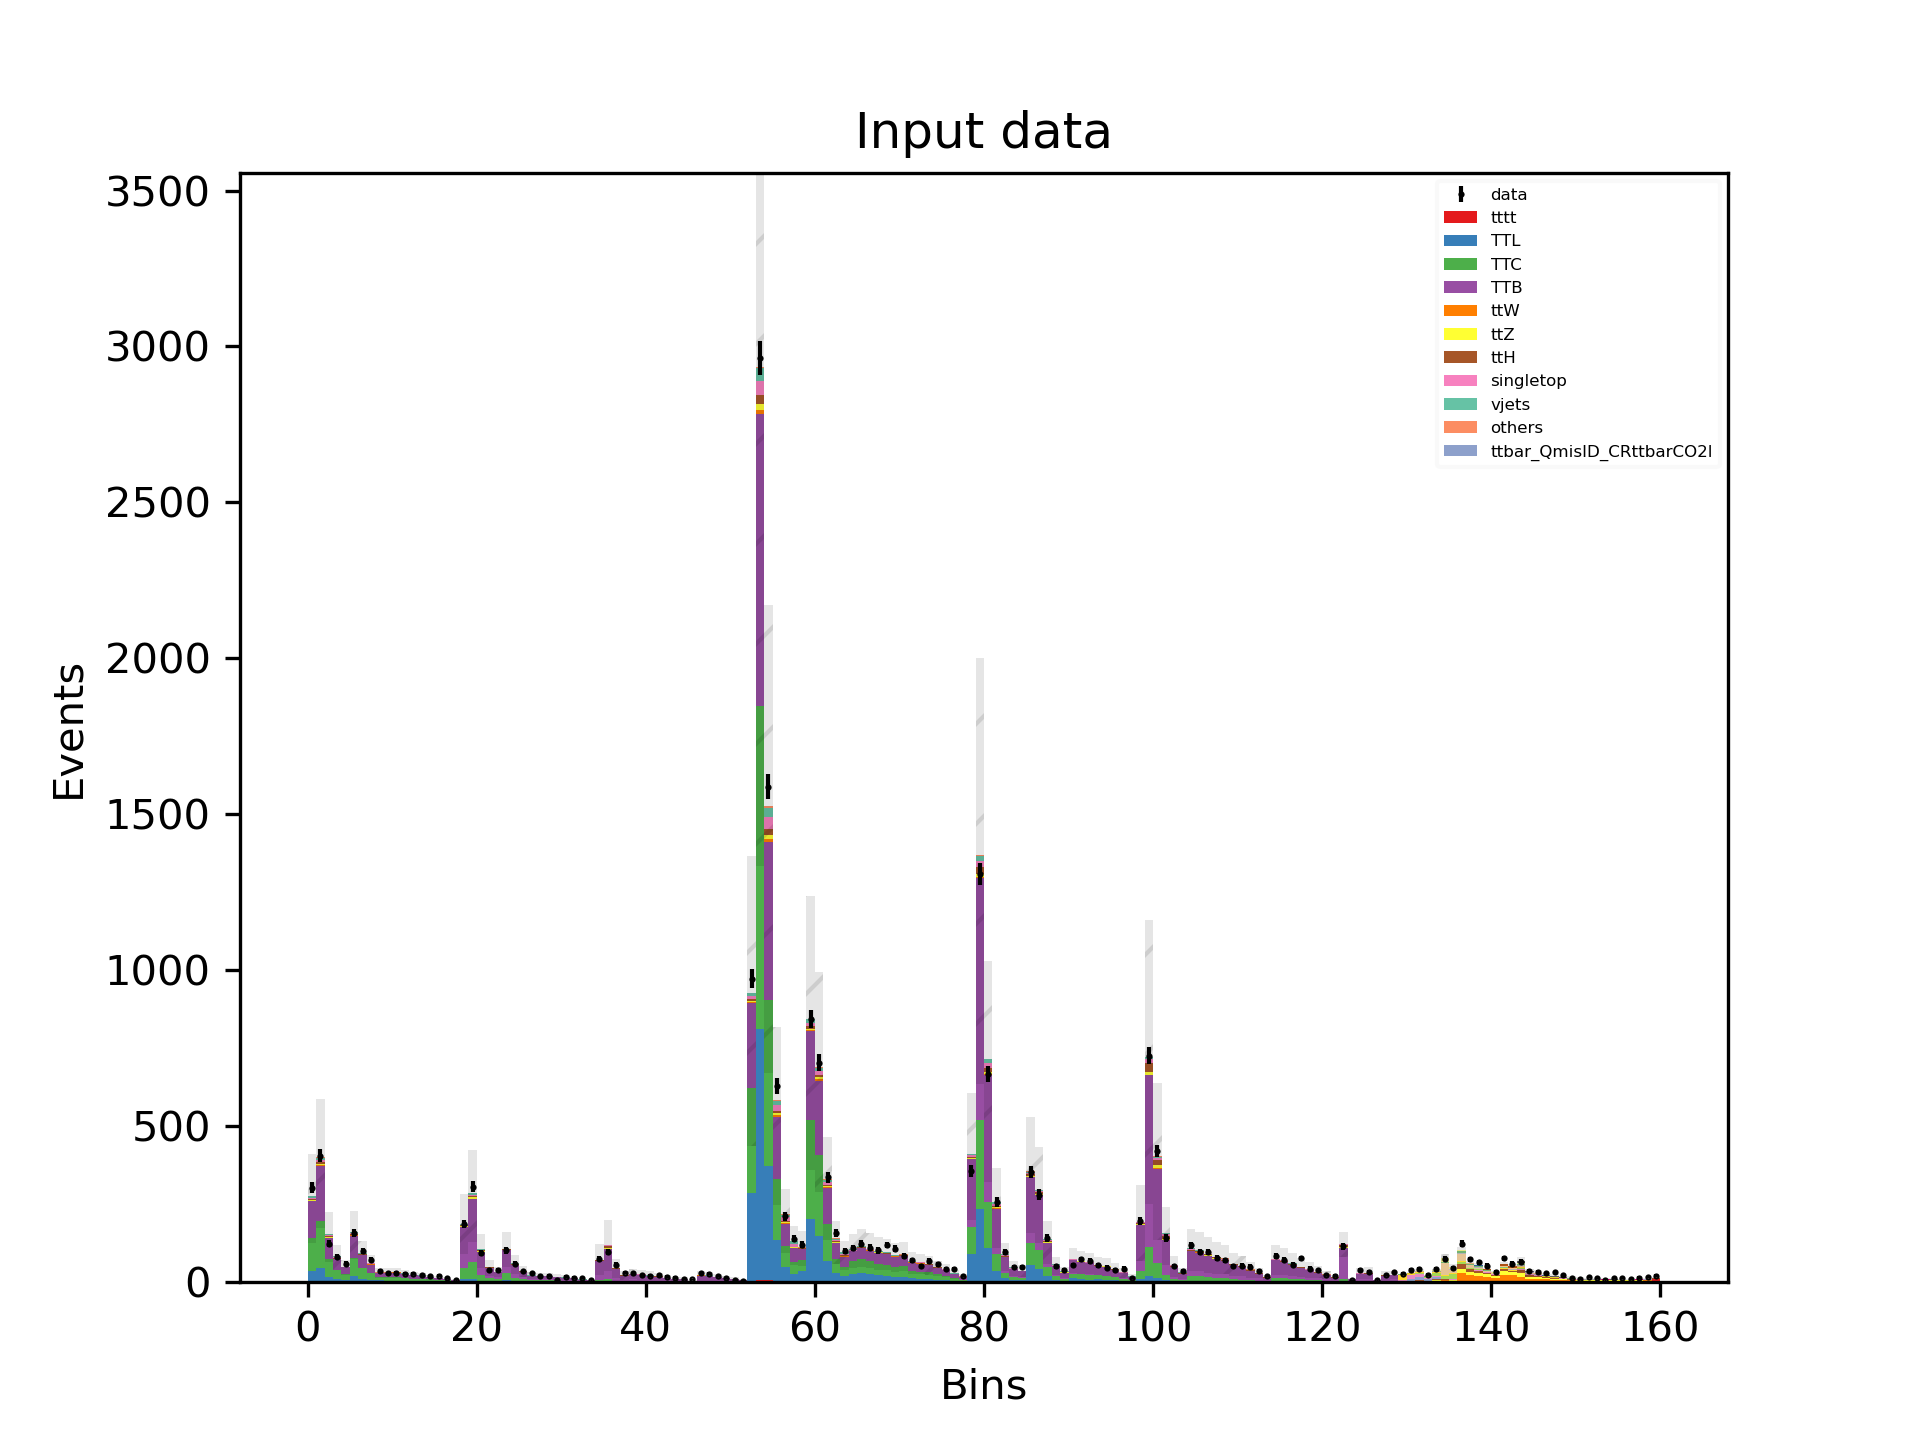 Input data
3500
3000
2500
2000
1500
1000
500
0
Events
data
tttt
TTL
TTC
TTB
ttW
ttZ
ttH
singletop
vjets
others
ttbar_QmisID_CRttbarCO2l
0 20 40 60 80 100 120 140 160
Bins